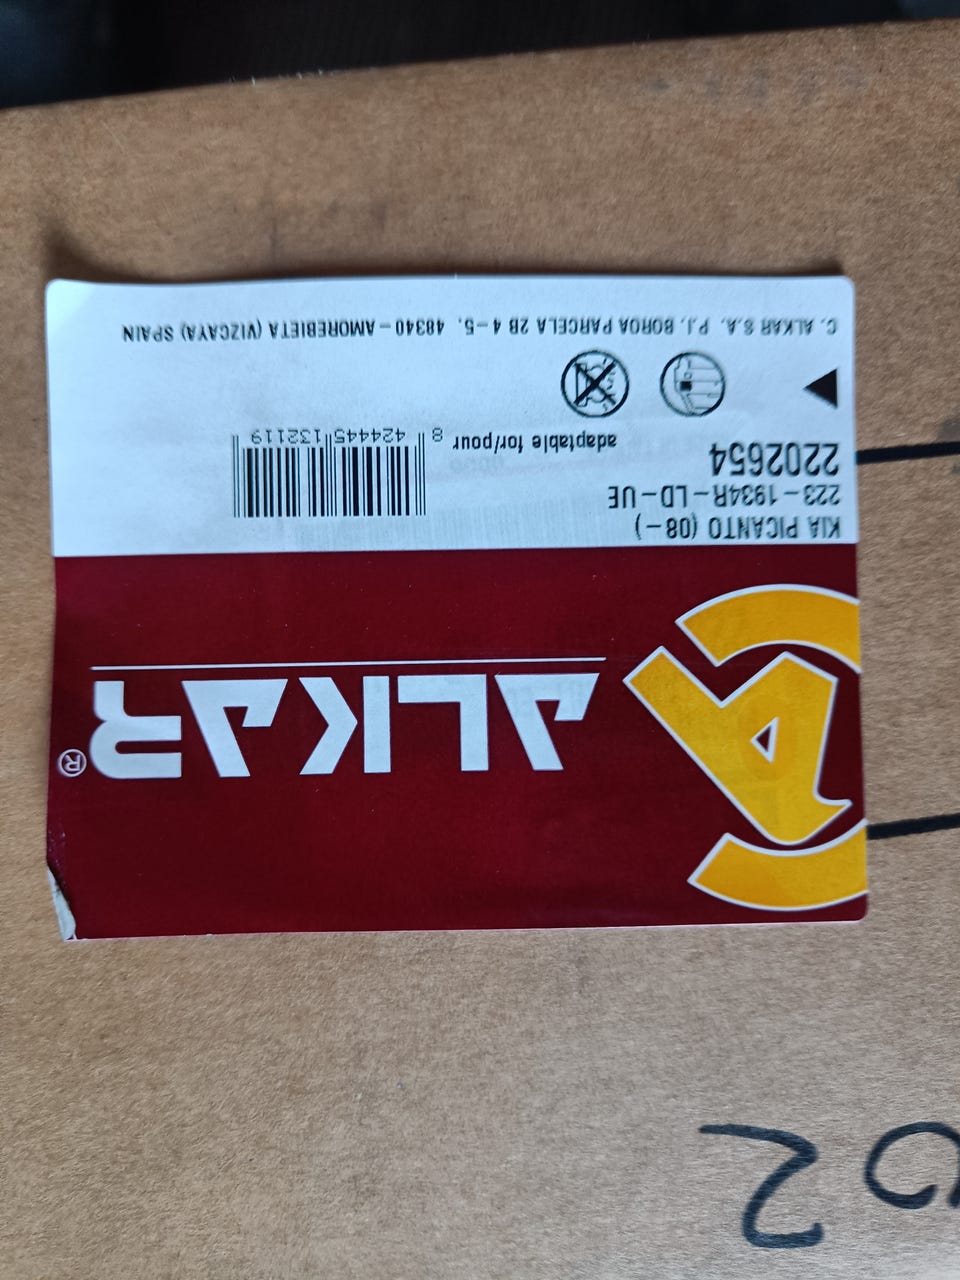 ALKAR®
KIA PICANTO (08-)
223-1934R-LD-UE
2202654
adaptable for/pour
8 424445 132119
C. ALKAR S.A. P.I. BOROA PARCELA 2B 4-5. 48340-AMOREBIETA (VIZCAYA) SPAIN